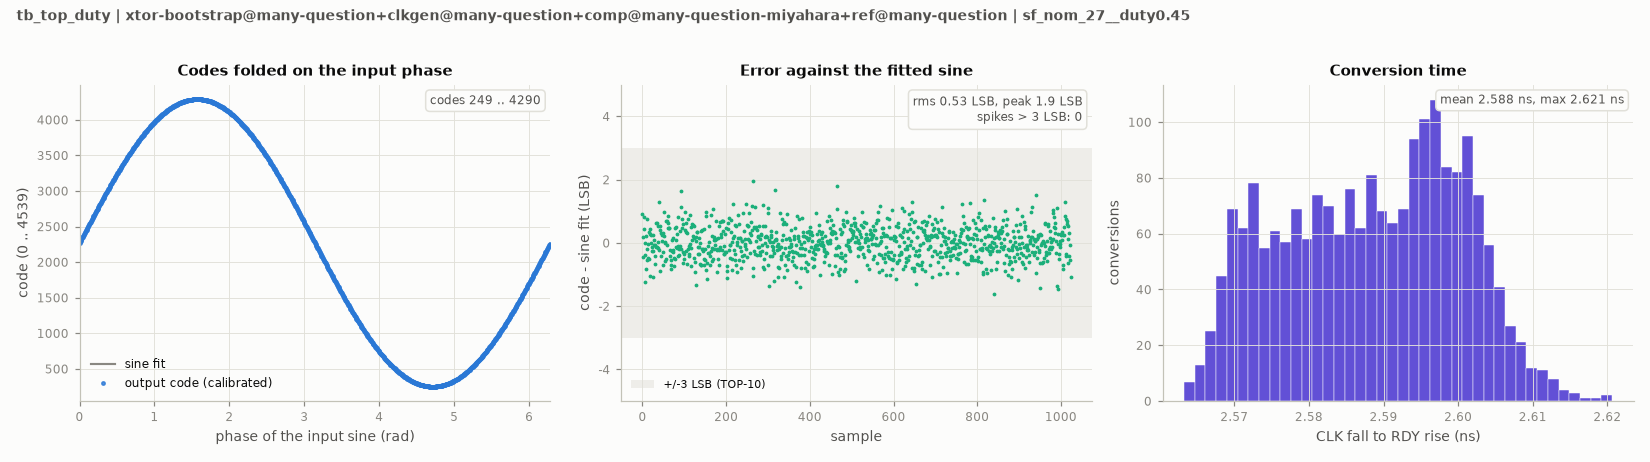 tb_top_duty | xtor-bootstrap@many-question+clkgen@many-question+comp@many-question-miyahara+ref@many-question | sf_nom_27__duty0.45
Codes folded on the input phase
codes 249 .. 4290
code (0 .. 4539)
4000
3500
3000
2500
2000
1500
1000
500
sine fit
output code (calibrated)
0
1
2
3
4
5
6
phase of the input sine (rad)
Error against the fitted sine
rms 0.53 LSB, peak 1.9 LSB
spikes > 3 LSB: 0
code - sine fit (LSB)
4
2
0
-2
-4
+/-3 LSB (TOP-10)
0
200
400
600
800
1000
sample
Conversion time
mean 2.588 ns, max 2.621 ns
conversions
100
80
60
40
20
0
2.57
2.58
2.59
2.60
2.61
2.62
CLK fall to RDY rise (ns)